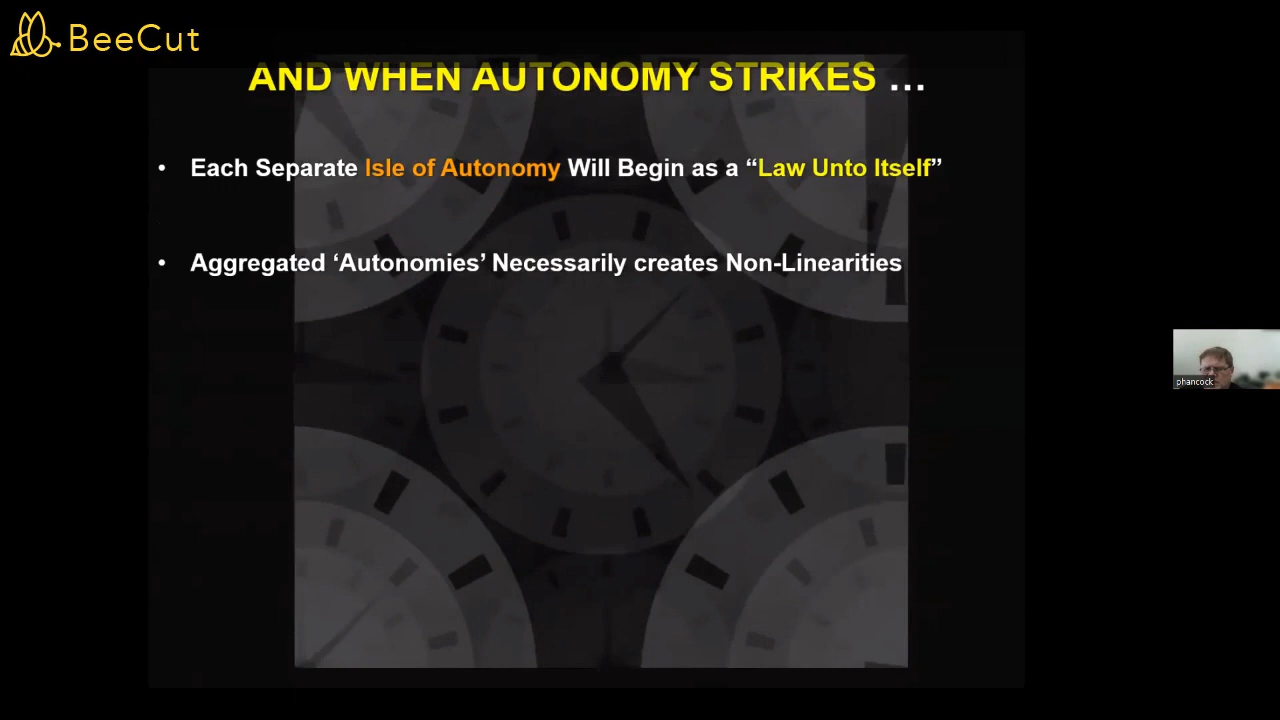 BeeCut
AND WHEN AUTONOMY STRIKES …
• Each Separate Isle of Autonomy Will Begin as a “Law Unto Itself”
• Aggregated ‘Autonomies’ Necessarily creates Non-Linearities
phancock